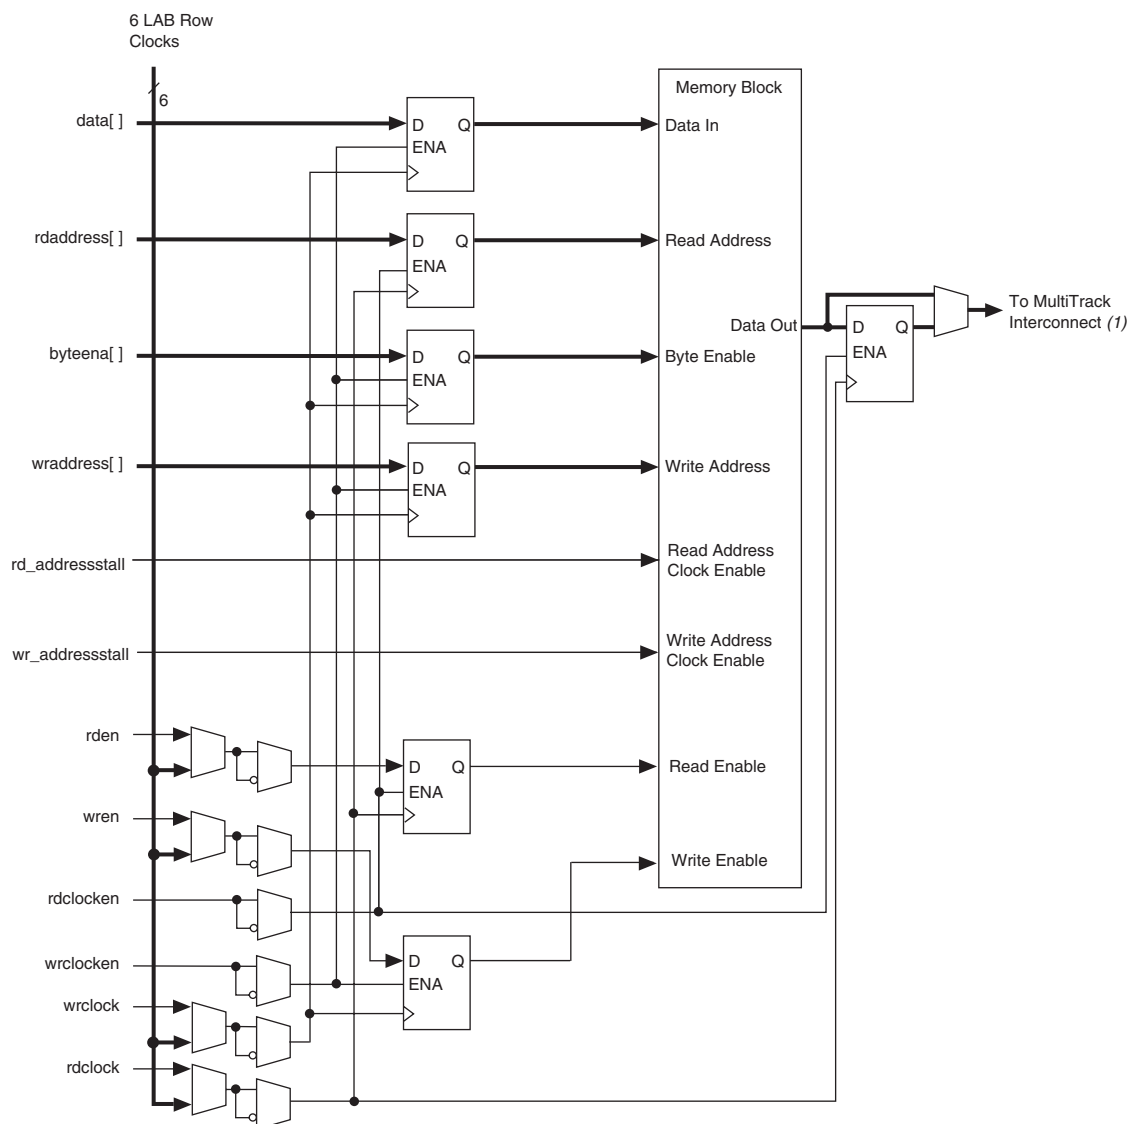 6 LAB Row
Clocks
6
data[ ]
D Q
ENA
Memory Block
Data In
rdaddress[ ]
D Q
ENA
Read Address
Data Out
D Q
ENA
To MultiTrack
Interconnect (1)
byteena[ ]
D Q
ENA
Byte Enable
wraddress[ ]
D Q
ENA
Write Address
rd_addressstall
Read Address
Clock Enable
wr_addressstall
Write Address
Clock Enable
rden
D Q
ENA
Read Enable
wren
Write Enable
rdclocken
wrclocken
D Q
ENA
wrclock
rdclock